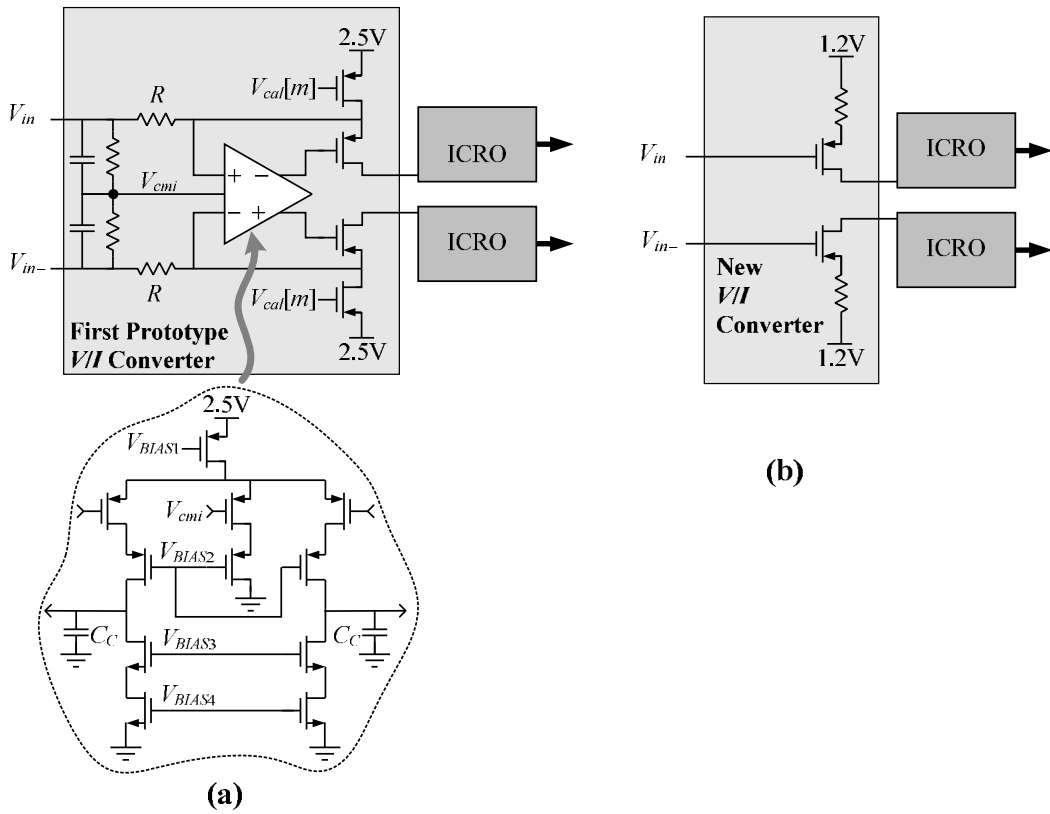 2.5V
V_cal[m]
R
V_in
ICRO
+ −
V_cmi
− +
ICRO
V_in−
R
V_cal[m]
First Prototype
V/I Converter
2.5V
2.5V
V_BIAS1
V_cmi
V_BIAS2
C_C
V_BIAS3
C_C
V_BIAS4
(a)
(b)
1.2V
V_in
ICRO
V_in−
ICRO
New
V/I
Converter
1.2V